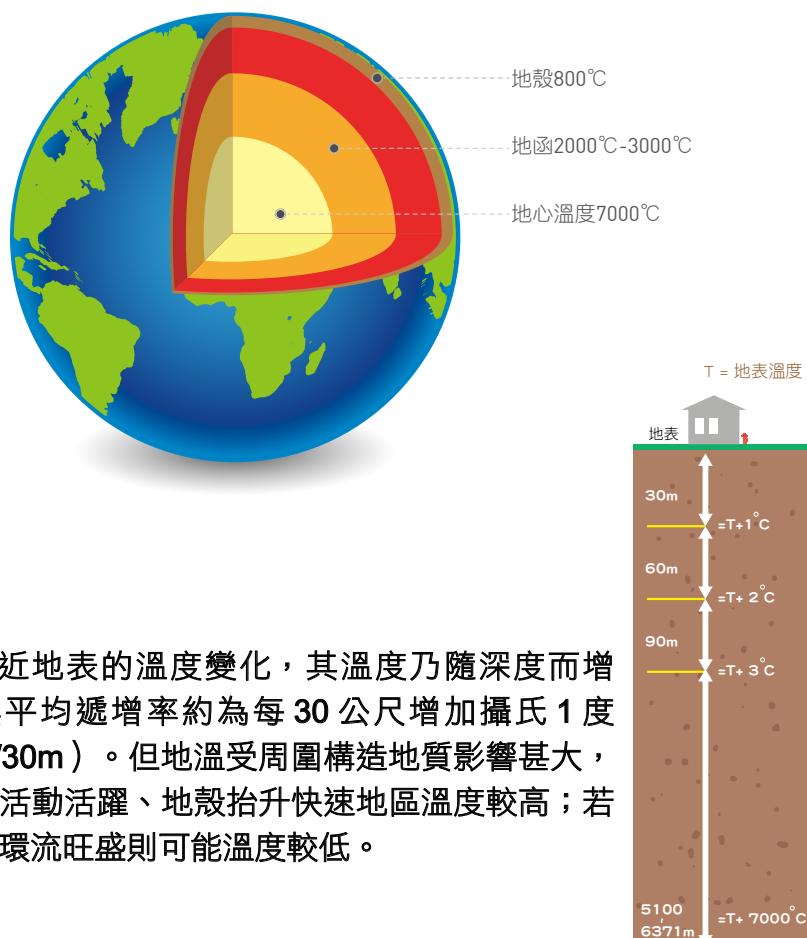 地殼800℃
地函2000℃-3000℃
地心溫度7000℃
T = 地表溫度
地表
30m
=T+1°C
60m
=T+ 2°C
90m
=T+ 3°C
近地表的溫度變化，其溫度乃隨深度而增
平均遞增率約為每 30 公尺增加攝氏 1 度
/30m）。但地溫受周圍構造地質影響甚大，
活動活躍、地殼抬升快速地區溫度較高；若
環流旺盛則可能溫度較低。
5100
~
6371m
=T+ 7000°C